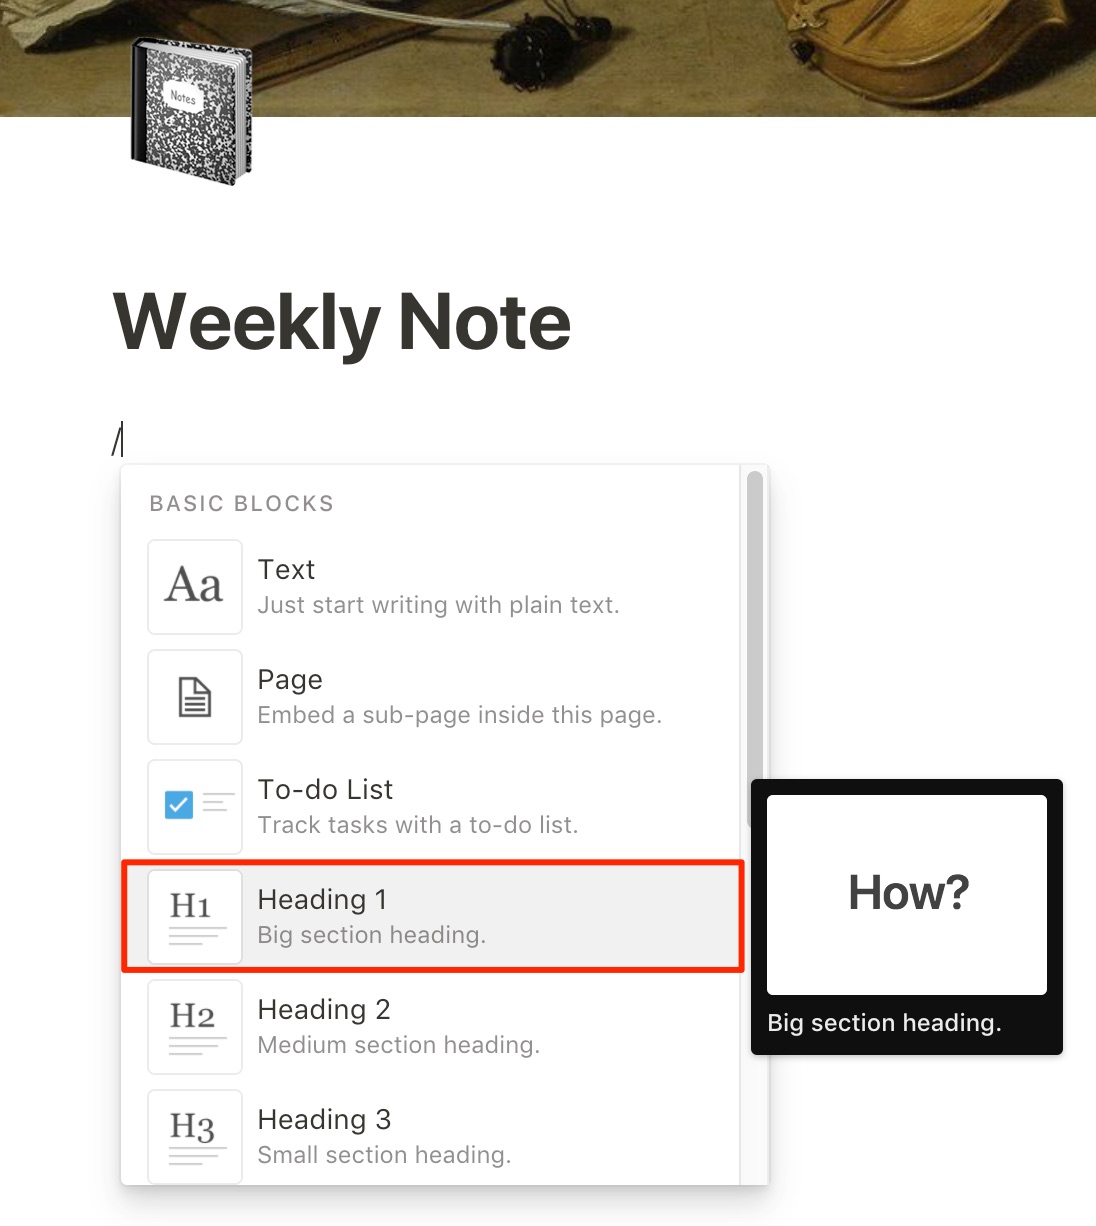 Notes
Weekly Note
/
BASIC BLOCKS
Aa
Text
Just start writing with plain text.
Page
Embed a sub-page inside this page.
To-do List
Track tasks with a to-do list.
H1
Heading 1
Big section heading.
How?
Big section heading.
H2
Heading 2
Medium section heading.
H3
Heading 3
Small section heading.